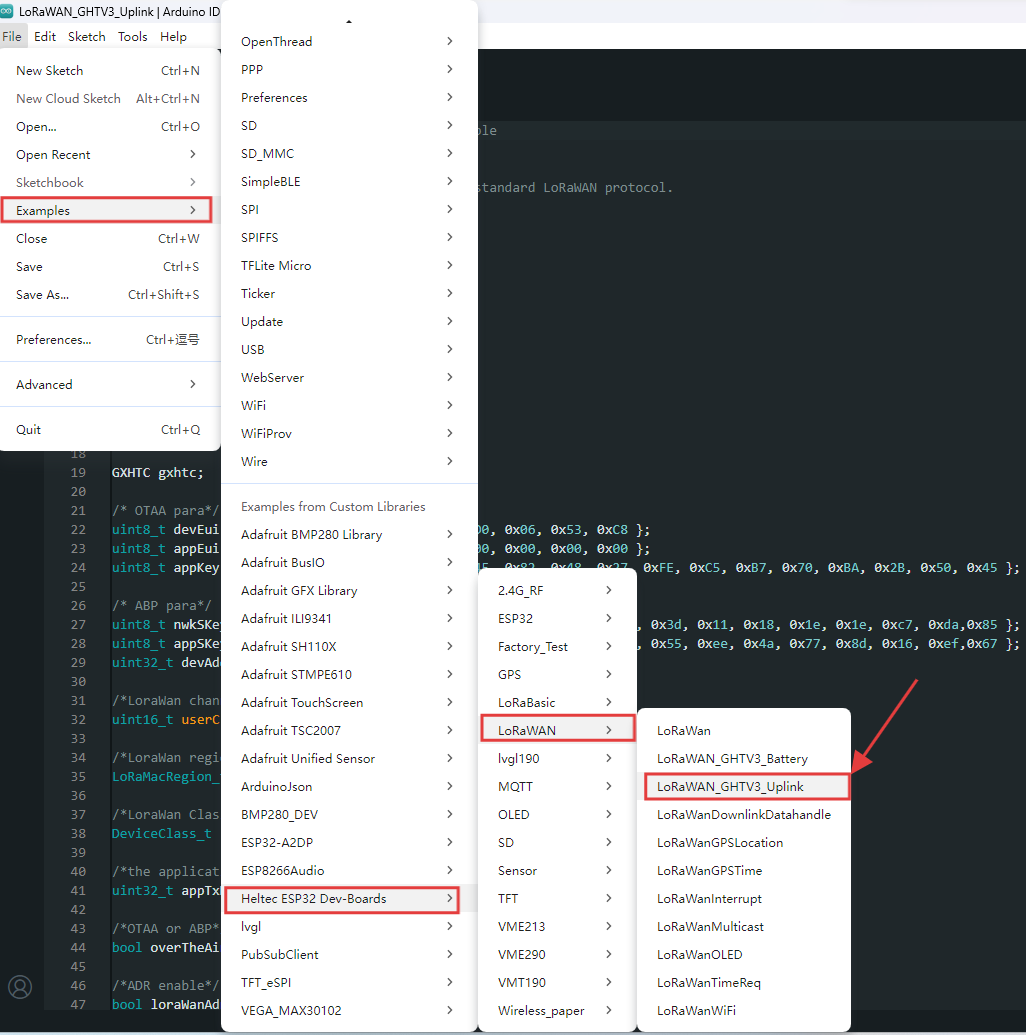 LoRaWAN_GHTV3_Uplink | Arduino ID
File Edit Sketch Tools Help
New Sketch Ctrl+N
New Cloud Sketch Alt+Ctrl+N
Open... Ctrl+O
Open Recent
Sketchbook
Examples
Close Ctrl+W
Save Ctrl+S
Save As... Ctrl+Shift+S
Preferences... Ctrl+逗号
Advanced
Quit Ctrl+Q
OpenThread
PPP
Preferences
SD
SD_MMC
SimpleBLE
SPI
SPIFFS
TFLite Micro
Ticker
Update
USB
WebServer
WiFi
WiFiProv
Wire
Examples from Custom Libraries
Adafruit BMP280 Library
Adafruit BusIO
Adafruit GFX Library
Adafruit ILI9341
Adafruit SH110X
Adafruit STMPE610
Adafruit TouchScreen
Adafruit TSC2007
Adafruit Unified Sensor
ArduinoJson
BMP280_DEV
ESP32-A2DP
ESP8266Audio
Heltec ESP32 Dev-Boards
lvgl
PubSubClient
TFT_eSPI
VEGA_MAX30102
2.4G_RF
ESP32
Factory_Test
GPS
LoRaBasic
LoRaWAN
lvgl190
MQTT
OLED
SD
Sensor
TFT
VME213
VME290
VMT190
Wireless_paper
LoRaWan
LoRaWAN_GHTV3_Battery
LoRaWAN_GHTV3_Uplink
LoRaWanDownlinkDatahandle
LoRaWanGPSLocation
LoRaWanGPSTime
LoRaWanInterrupt
LoRaWanMulticast
LoRaWanOLED
LoRaWanTimeReq
LoRaWanWiFi
ble
standard LoRaWAN protocol.
18
19 GXHTC gxhtc;
20
21 /* OTAA para*/
22 uint8_t devEui 00, 0x06, 0x53, 0xC8 };
23 uint8_t appEui 00, 0x00, 0x00, 0x00 };
24 uint8_t appKey 0xFE, 0xC5, 0xB7, 0x70, 0xBA, 0x2B, 0x50, 0x45 };
25
26 /* ABP para*/
27 uint8_t nwkSKe , 0x3d, 0x11, 0x18, 0x1e, 0x1e, 0xc7, 0xda,0x85 };
28 uint8_t appSKe , 0x55, 0xee, 0x4a, 0x77, 0x8d, 0x16, 0xef,0x67 };
29 uint32_t devAd
30
31 /*LoraWan chan
32 uint16_t userC
33
34 /*LoraWan regi
35 LoRaMacRegion_
36
37 /*LoraWan Clas
38 DeviceClass_t
39
40 /*the applicat
41 uint32_t appTx
42
43 /*OTAA or ABP*
44 bool overTheAi
45
46 /*ADR enable*/
47 bool loraWanAd